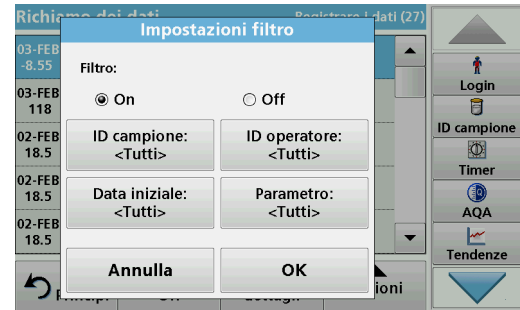 Richiamo dei dati Registrare i dati (27)
Impostazioni filtro
03-FEB
-8.55
03-FEB
118
02-FEB
18.5
02-FEB
18.5
02-FEB
18.5
Filtro:
On
Off
ID campione:
<Tutti>
ID operatore:
<Tutti>
Data iniziale:
<Tutti>
Parametro:
<Tutti>
Annulla
OK
Login
ID campione
Timer
AQA
Tendenze